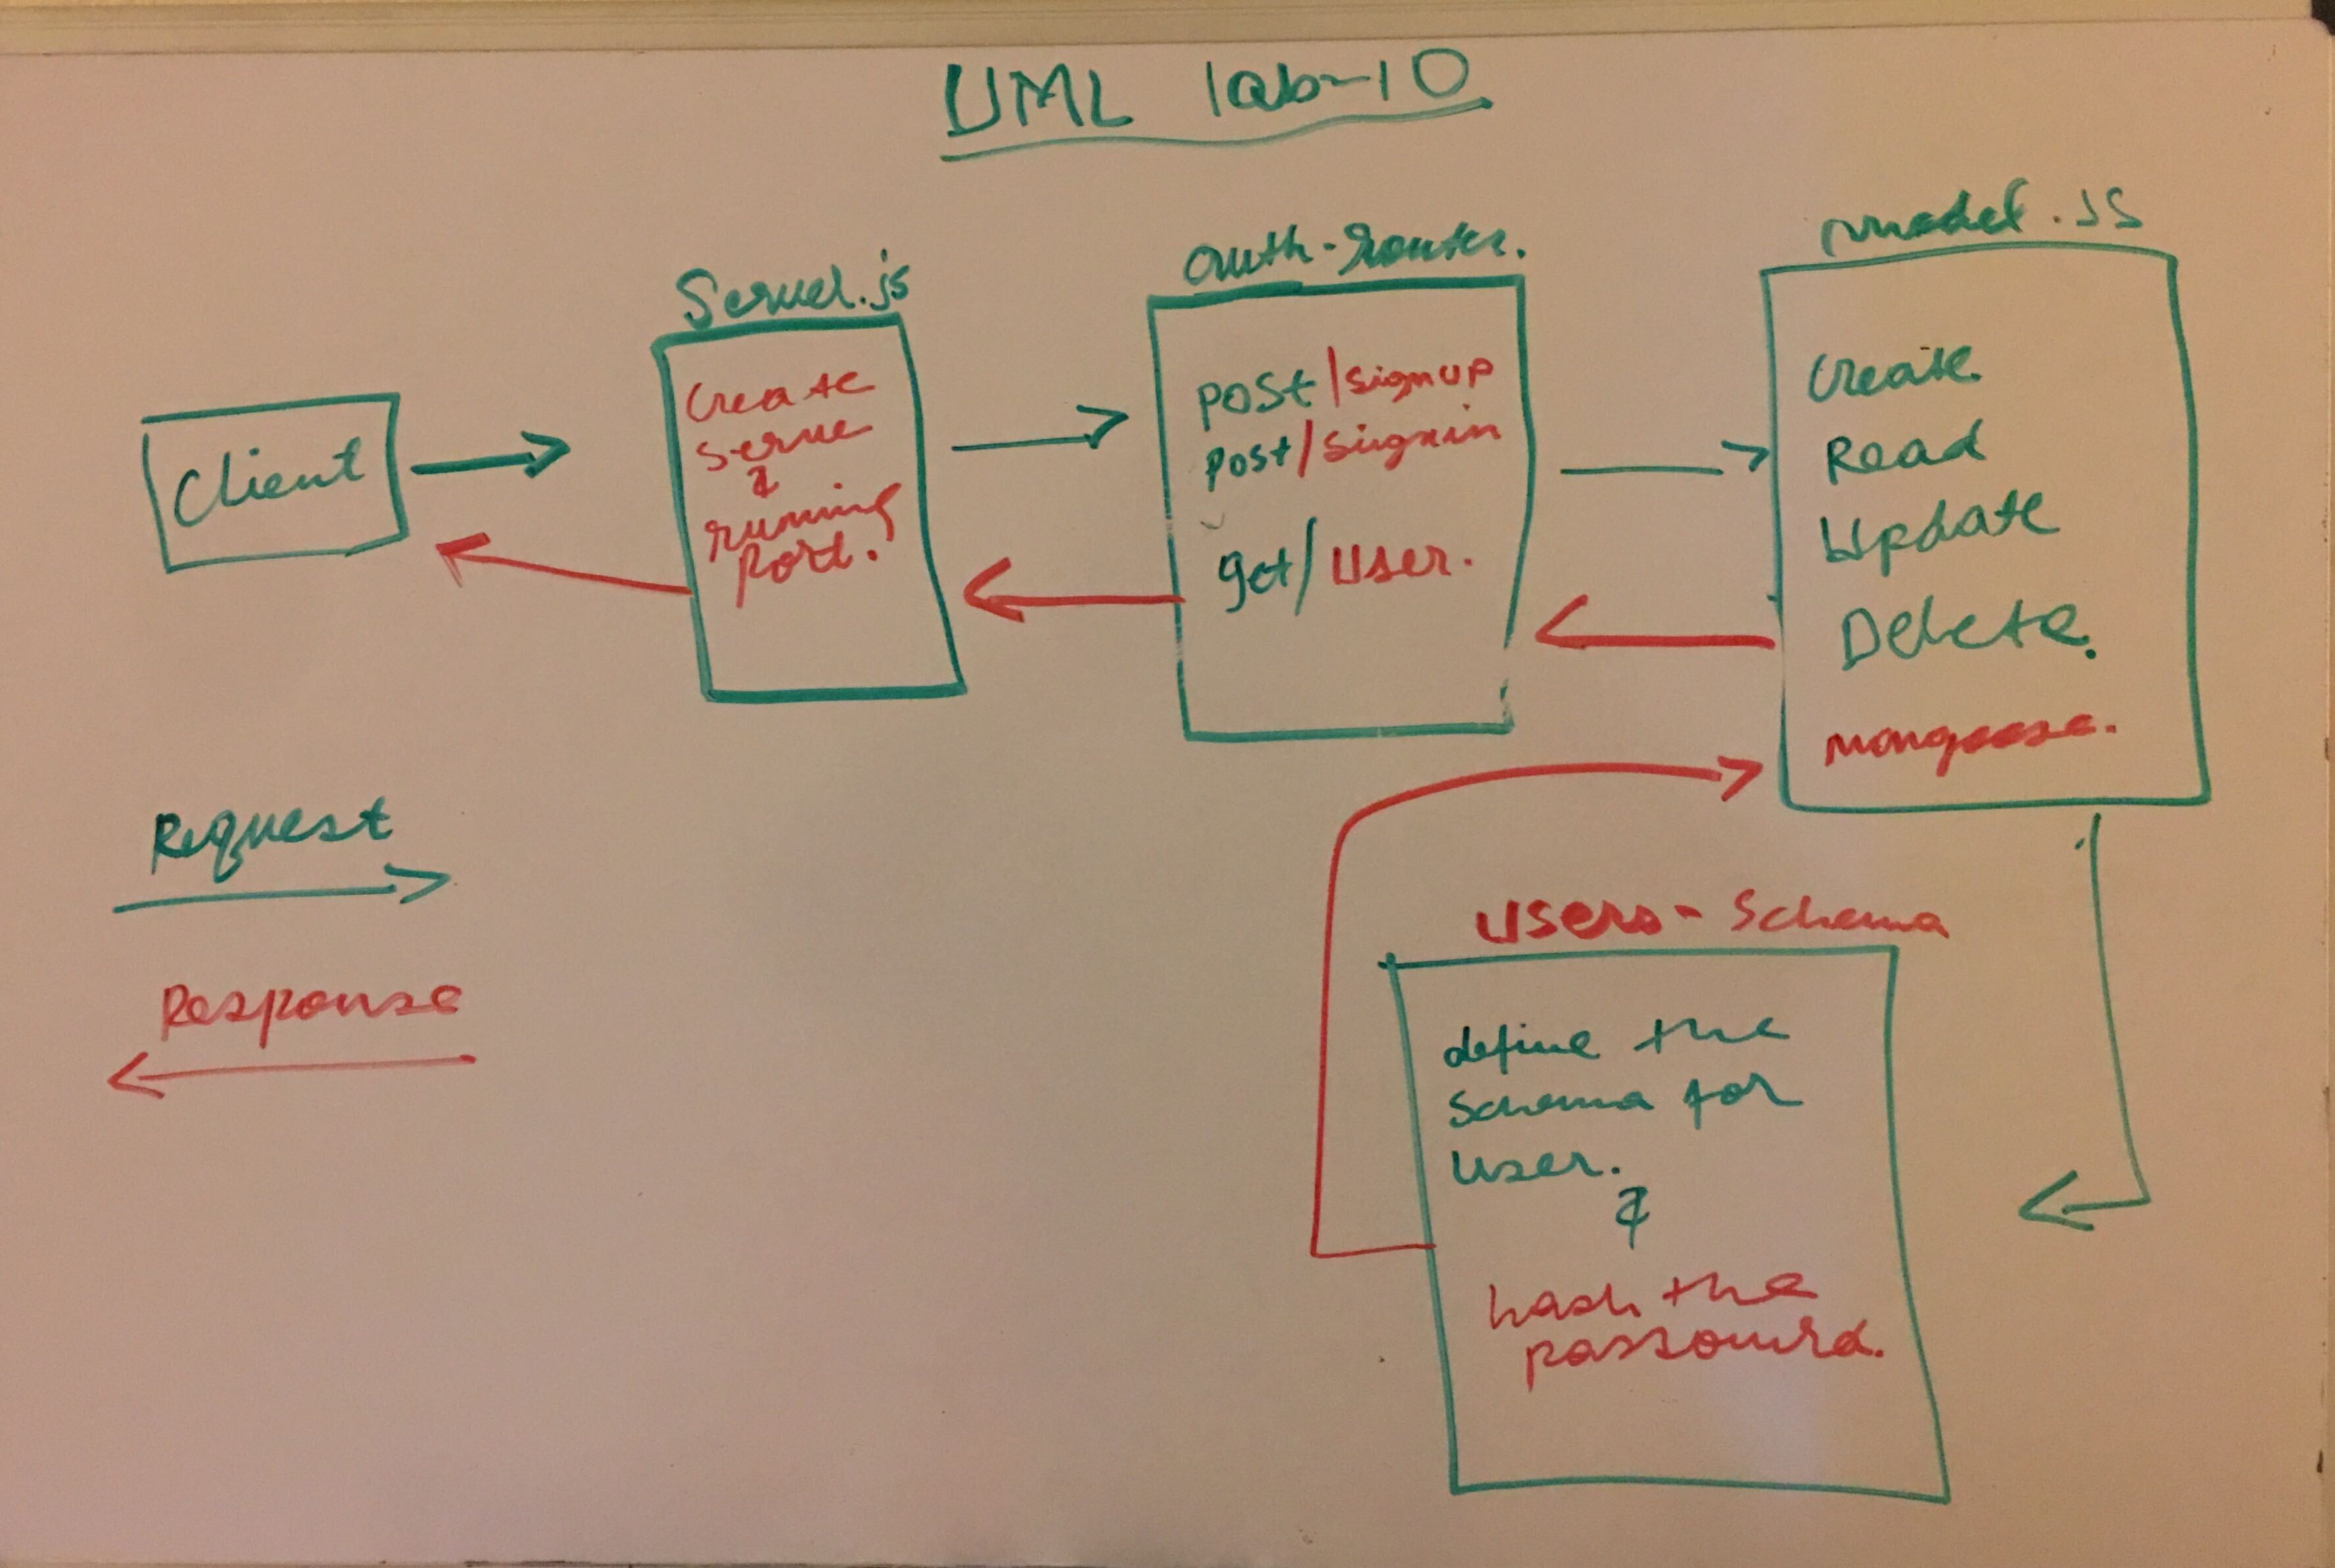 UML lab-10
Client
Server.js
Create
serve
&
running
Port.
auth-router.
post/signup
post/signin
get/user.
model.JS
Create
Read
Update
Delete.
mongoose.
Request
Response
users-schema
define the
schema for
user.
&
hash the
password.